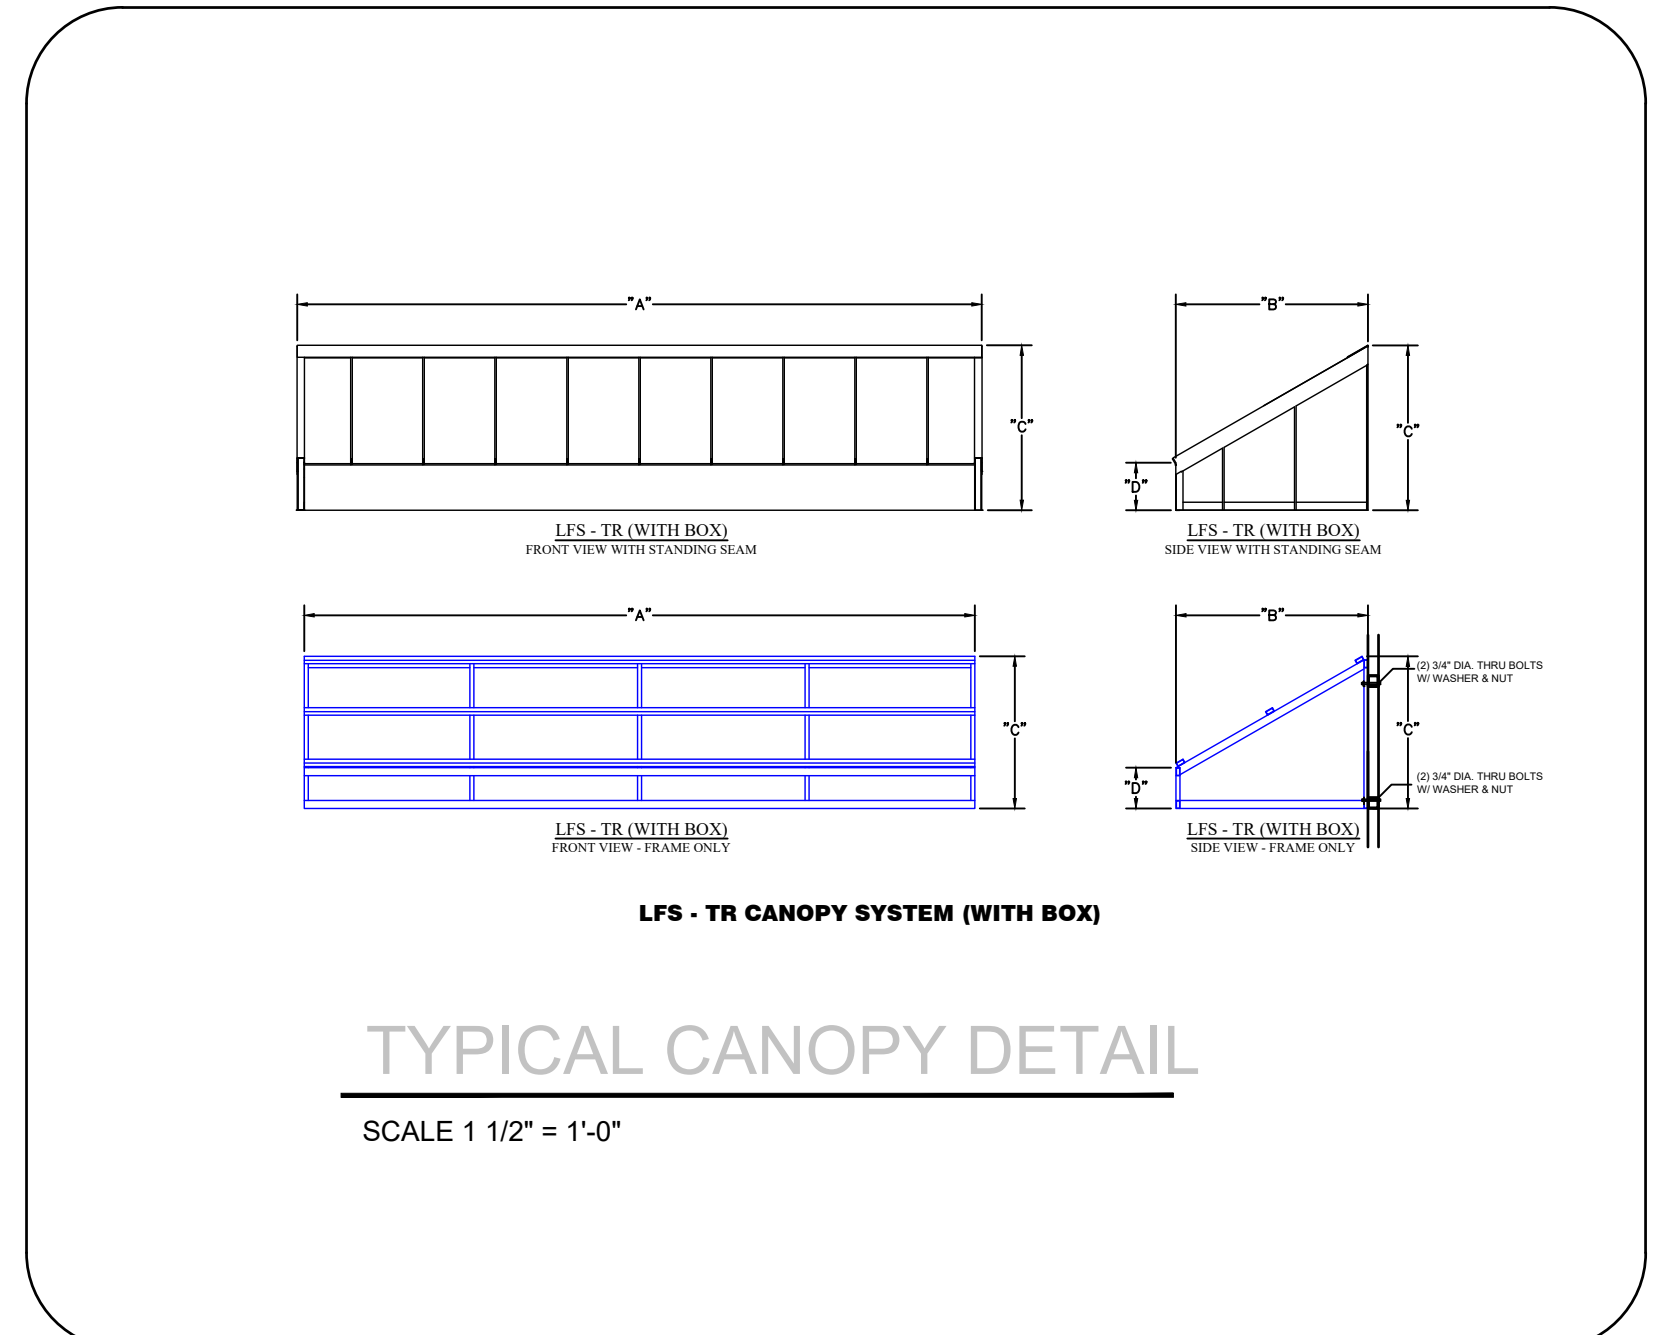 "A"
"B"
"C"
"C"
"D"
LFS - TR (WITH BOX)
FRONT VIEW WITH STANDING SEAM
LFS - TR (WITH BOX)
SIDE VIEW WITH STANDING SEAM
"A"
"B"
(2) 3/4" DIA. THRU BOLTS
W/ WASHER & NUT
"C"
"C"
(2) 3/4" DIA. THRU BOLTS
W/ WASHER & NUT
"D"
LFS - TR (WITH BOX)
FRONT VIEW - FRAME ONLY
LFS - TR (WITH BOX)
SIDE VIEW - FRAME ONLY
LFS - TR CANOPY SYSTEM (WITH BOX)
TYPICAL CANOPY DETAIL
SCALE 1 1/2" = 1'-0"